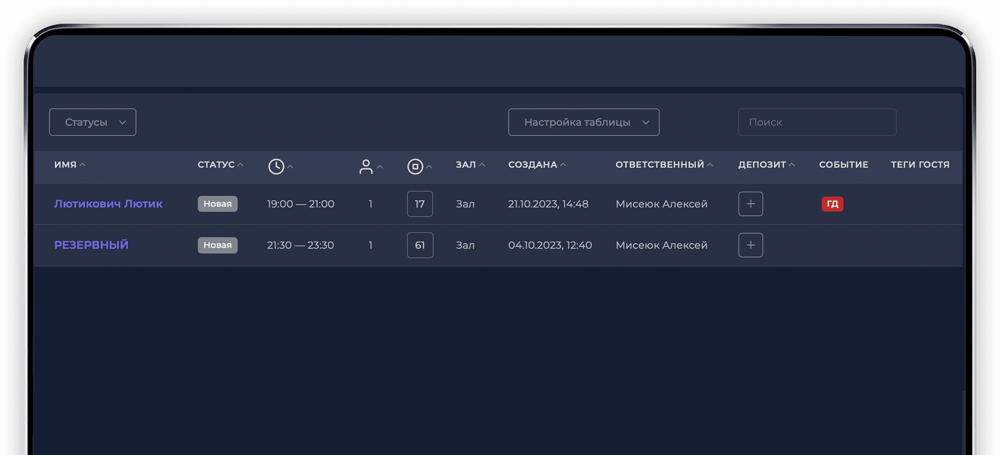 Статусы Настройка таблицы Поиск
ИМЯ СТАТУС ЗАЛ СОЗДАНА ОТВЕТСТВЕННЫЙ ДЕПОЗИТ СОБЫТИЕ ТЕГИ ГОСТЯ
Лютикович Лютик Новая 19:00 — 21:00 1 17 Зал 21.10.2023, 14:48 Мисеюк Алексей + ГД
РЕЗЕРВНЫЙ Новая 21:30 — 23:30 1 61 Зал 04.10.2023, 12:40 Мисеюк Алексей +